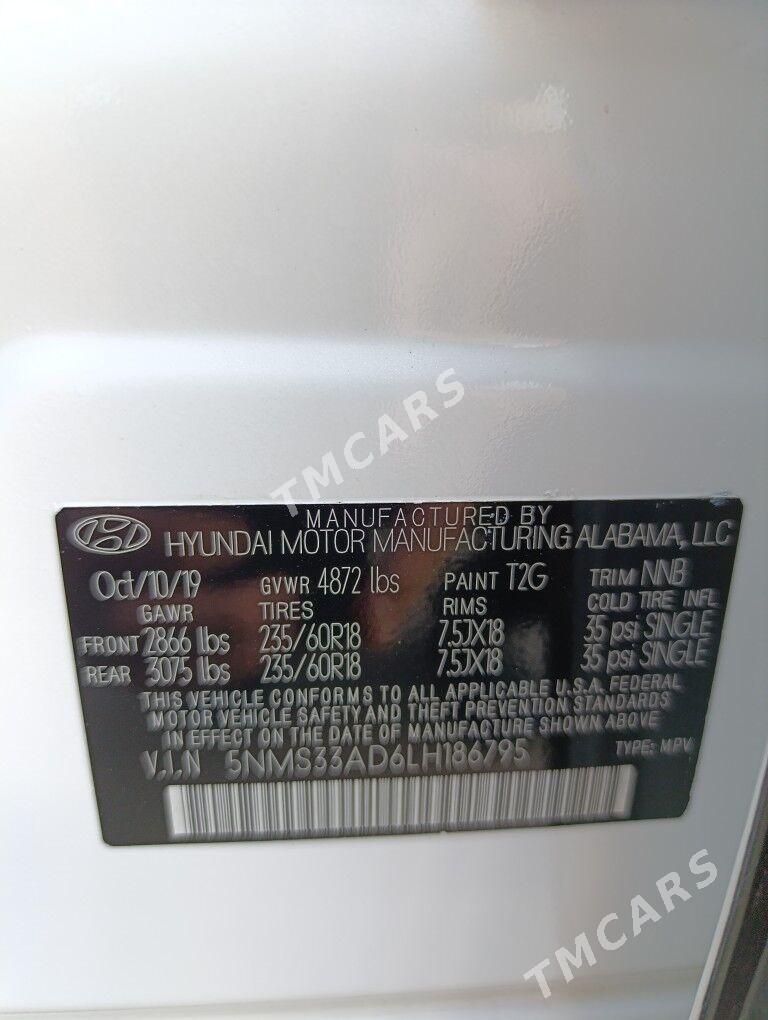 TMCARS
MANUFACTURED BY
HYUNDAI MOTOR MANUFACTURING ALABAMA, LLC
Oct/10/19 GVWR 4872 lbs PAINT T2G TRIM NNB
GAWR TIRES RIMS COLD TIRE INFL
FRONT 2866 lbs 235/60R18 7.5JX18 35 psi SINGLE
REAR 3075 lbs 235/60R18 7.5JX18 35 psi SINGLE
THIS VEHICLE CONFORMS TO ALL APPLICABLE U.S.A. FEDERAL
MOTOR VEHICLE SAFETY AND THEFT PREVENTION STANDARDS
IN EFFECT ON THE DATE OF MANUFACTURE SHOWN ABOVE
V.I.N 5NMS33AD6LH186795 TYPE: MPV
TMCARS